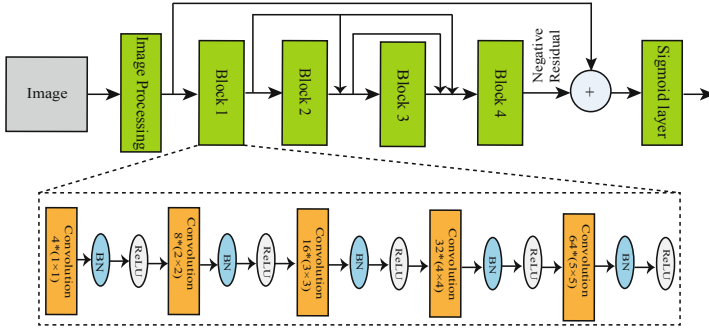 Image
Image Processing
Block 1
Block 2
Block 3
Block 4
Negative
Residual
+
Sigmoid layer
Convolution
4*(1×1)
BN
ReLU
Convolution
8*(2×2)
BN
ReLU
Convolution
16*(3×3)
BN
ReLU
Convolution
32*(4×4)
BN
ReLU
Convolution
64*(5×5)
BN
ReLU